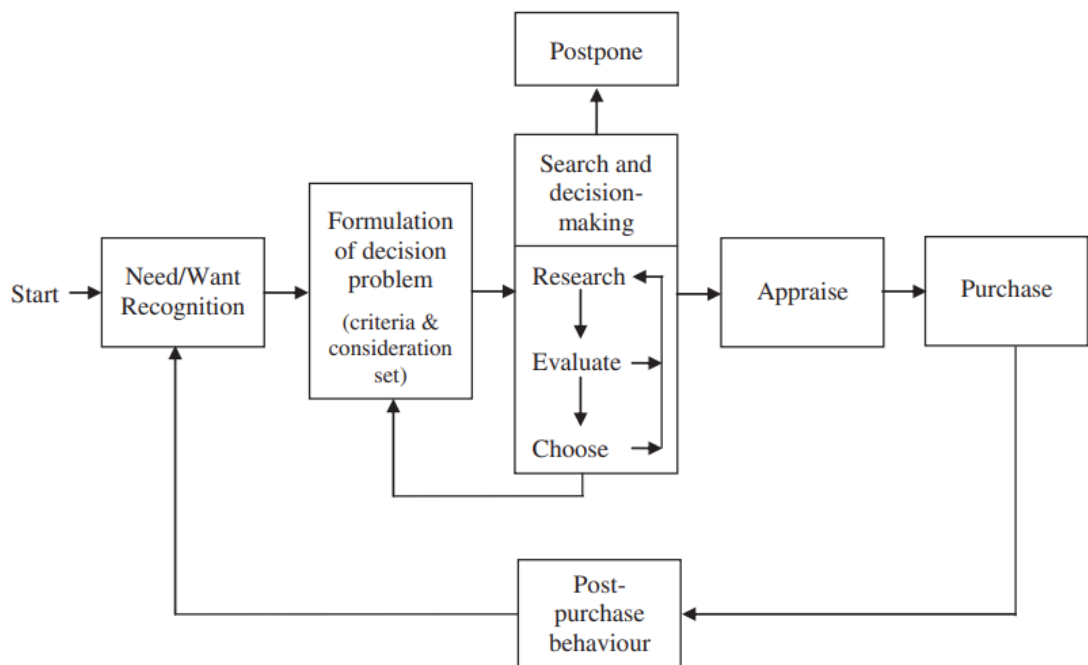 Postpone
Search and
decision-
making
Formulation
of decision
problem
(criteria &
consideration
set)
Start
Need/Want
Recognition
Research
Evaluate
Choose
Appraise
Purchase
Post-
purchase
behaviour